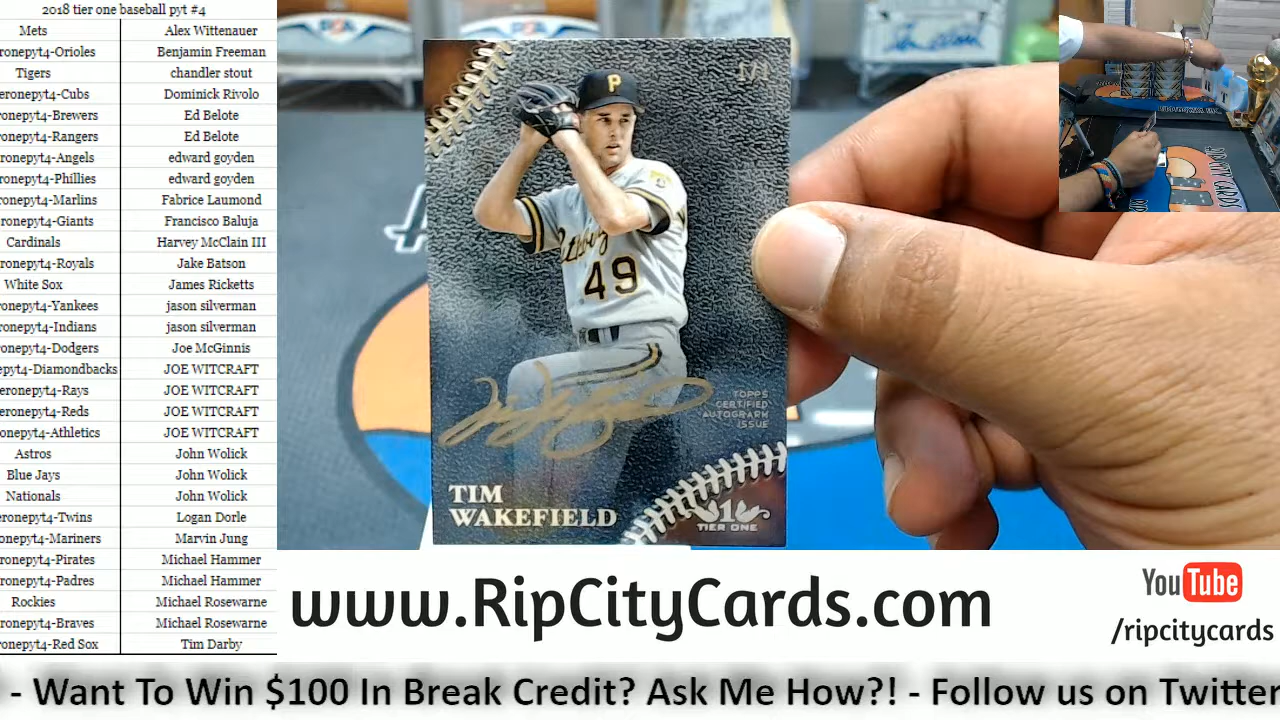 2018 tier one baseball pyt #4
Mets Alex Wittenauer
ronepyt4-Orioles Benjamin Freeman
Tigers chandler stout
eronepyt4-Cubs Dominick Rivolo
ronepyt4-Brewers Ed Belote
ronepyt4-Rangers Ed Belote
ronepyt4-Angels edward goyden
ronepyt4-Phillies edward goyden
ronepyt4-Marlins Fabrice Laumond
ronepyt4-Giants Francisco Baluja
Cardinals Harvey McClain III
ronepyt4-Royals Jake Batson
White Sox James Ricketts
ronepyt4-Yankees jason silverman
ronepyt4-Indians jason silverman
ronepyt4-Dodgers Joe McGinnis
epyt4-Diamondbacks JOE WITCRAFT
eronepyt4-Rays JOE WITCRAFT
eronepyt4-Reds JOE WITCRAFT
onepyt4-Athletics JOE WITCRAFT
Astros John Wolick
Blue Jays John Wolick
Nationals John Wolick
eronepyt4-Twins Logan Dorle
onepyt4-Mariners Marvin Jung
ronepyt4-Pirates Michael Hammer
ronepyt4-Padres Michael Hammer
Rockies Michael Rosewarne
ronepyt4-Braves Michael Rosewarne
ronepyt4-Red Sox Tim Darby
1/1
P
Pittsburgh
49
TOPPS
CERTIFIED
AUTOGRAPH
ISSUE
TIM
WAKEFIELD
1
TIER ONE
www.RipCityCards.com
YouTube
/ripcitycards
- Want To Win $100 In Break Credit? Ask Me How?! - Follow us on Twitter